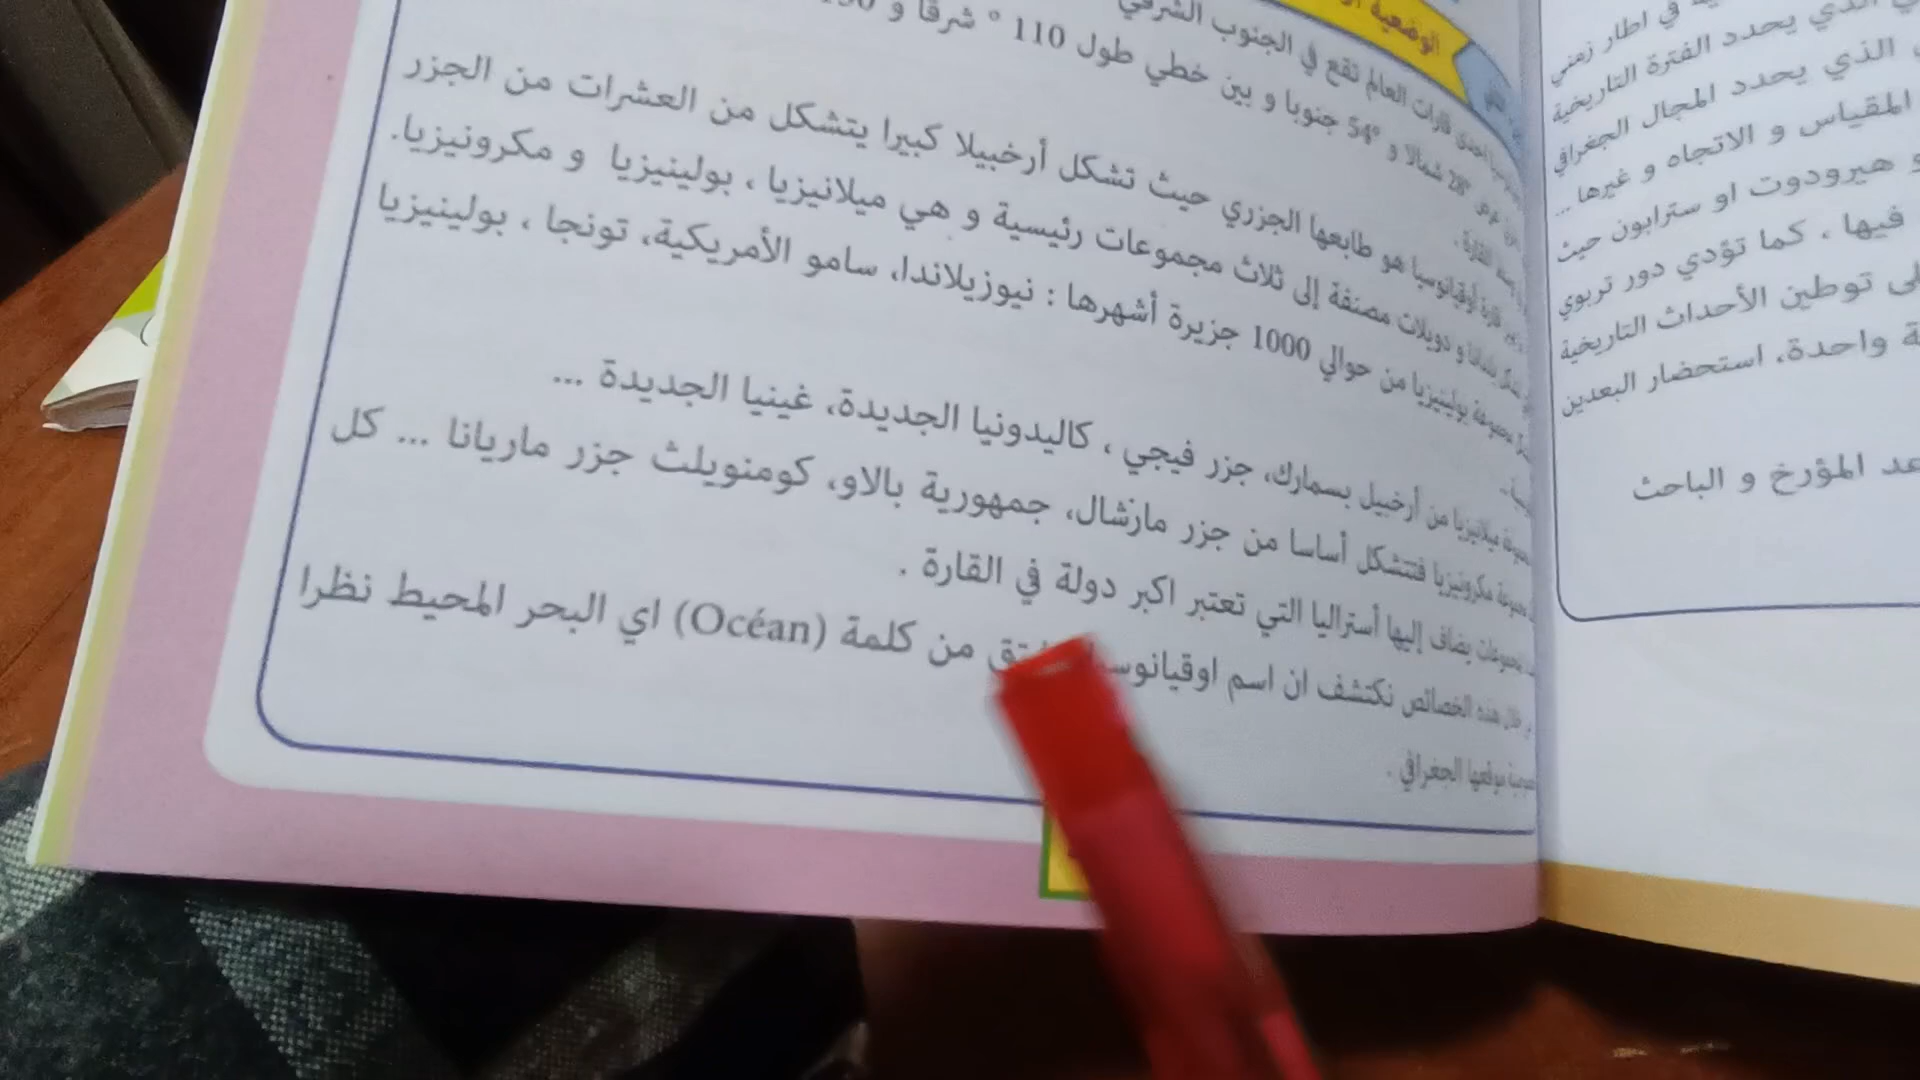 الوضعية
إحدى قارات العالم تقع في الجنوب الشرقي
28° شمالا و 54° جنوبا و بين خطي طول 110 ° شرقا و
القارة .
قارة أوقيانوسيا هو طابعها الجزري حيث تشكل أرخبيلا كبيرا يتشكل من العشرات من الجزر
و دويلات مصنفة إلى ثلاث مجموعات رئيسية و هي ميلانيزيا ، بولينيزيا و مكرونيزيا.
مجموعة بولينيزيا من حوالي 1000 جزيرة أشهرها : نيوزيلاندا، سامو الأمريكية، تونجا ، بولينيزيا
ميلانيزيا من أرخبيل بسمارك، جزر فيجي ، كاليدونيا الجديدة، غينيا الجديدة ...
مجموعة مكرونيزيا فتتشكل أساسا من جزر مارشال، جمهورية بالاو، كومنويلث جزر ماريانا ... كل
يضاف إليها أستراليا التي تعتبر اكبر دولة في القارة .
خلال هذه الخصائص نكتشف ان اسم من كلمة (Océan) اي البحر المحيط نظرا
موقعها الجغرافي .
في اطار زمني
الذي يحدد الفترة التاريخية
الذي يحدد المجال الجغرافي
المقياس و الاتجاه و غيرها ...
و هيرودوت او سترابون حيث
فيها ، كما تؤدي دور تربوي
توطين الأحداث التاريخية
واحدة، استحضار البعدين
المؤرخ و الباحث